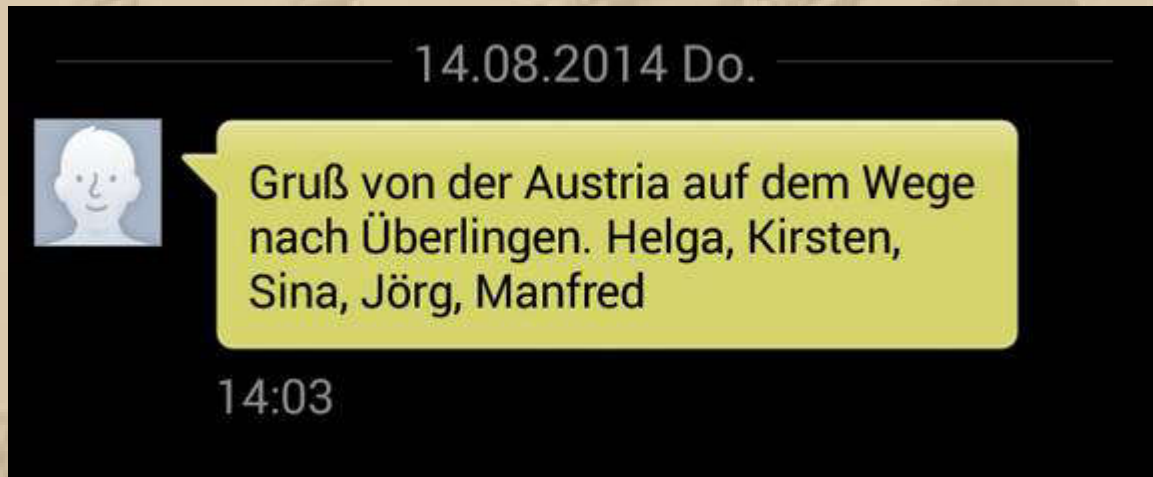 14.08.2014 Do.
Gruß von der Austria auf dem Wege
nach Überlingen. Helga, Kirsten,
Sina, Jörg, Manfred
14:03